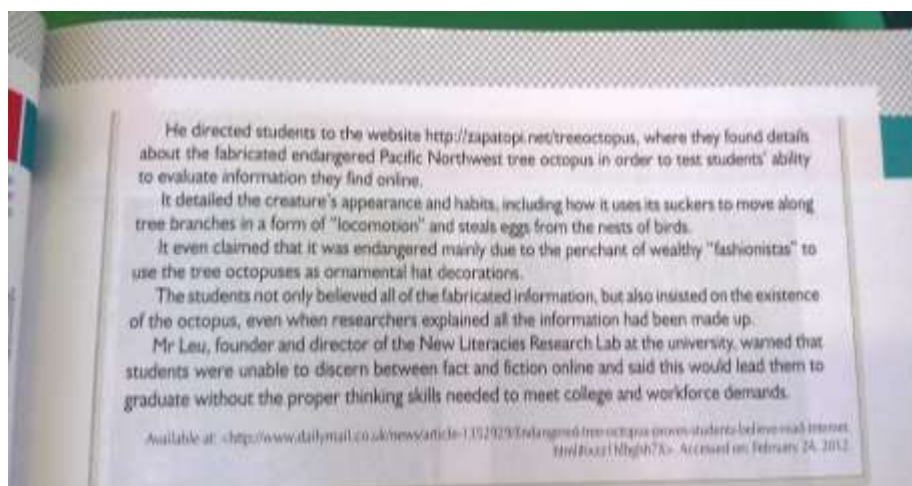 He directed students to the website http://zapatopi.net/treeoctopus, where they found details
about the fabricated endangered Pacific Northwest tree octopus in order to test students' ability
to evaluate information they find online.
It detailed the creature's appearance and habits, including how it uses its suckers to move along
tree branches in a form of "locomotion" and steals eggs from the nests of birds.
It even claimed that it was endangered mainly due to the penchant of wealthy "fashionistas" to
use the tree octopuses as ornamental hat decorations.
The students not only believed all of the fabricated information, but also insisted on the existence
of the octopus, even when researchers explained all the information had been made up.
Mr Leu, founder and director of the New Literacies Research Lab at the university, warned that
students were unable to discern between fact and fiction online and said this would lead them to
graduate without the proper thinking skills needed to meet college and workforce demands.
Available at: <http://www.dailymail.co.uk/news/article-
Accessed on: February 24, 2012.